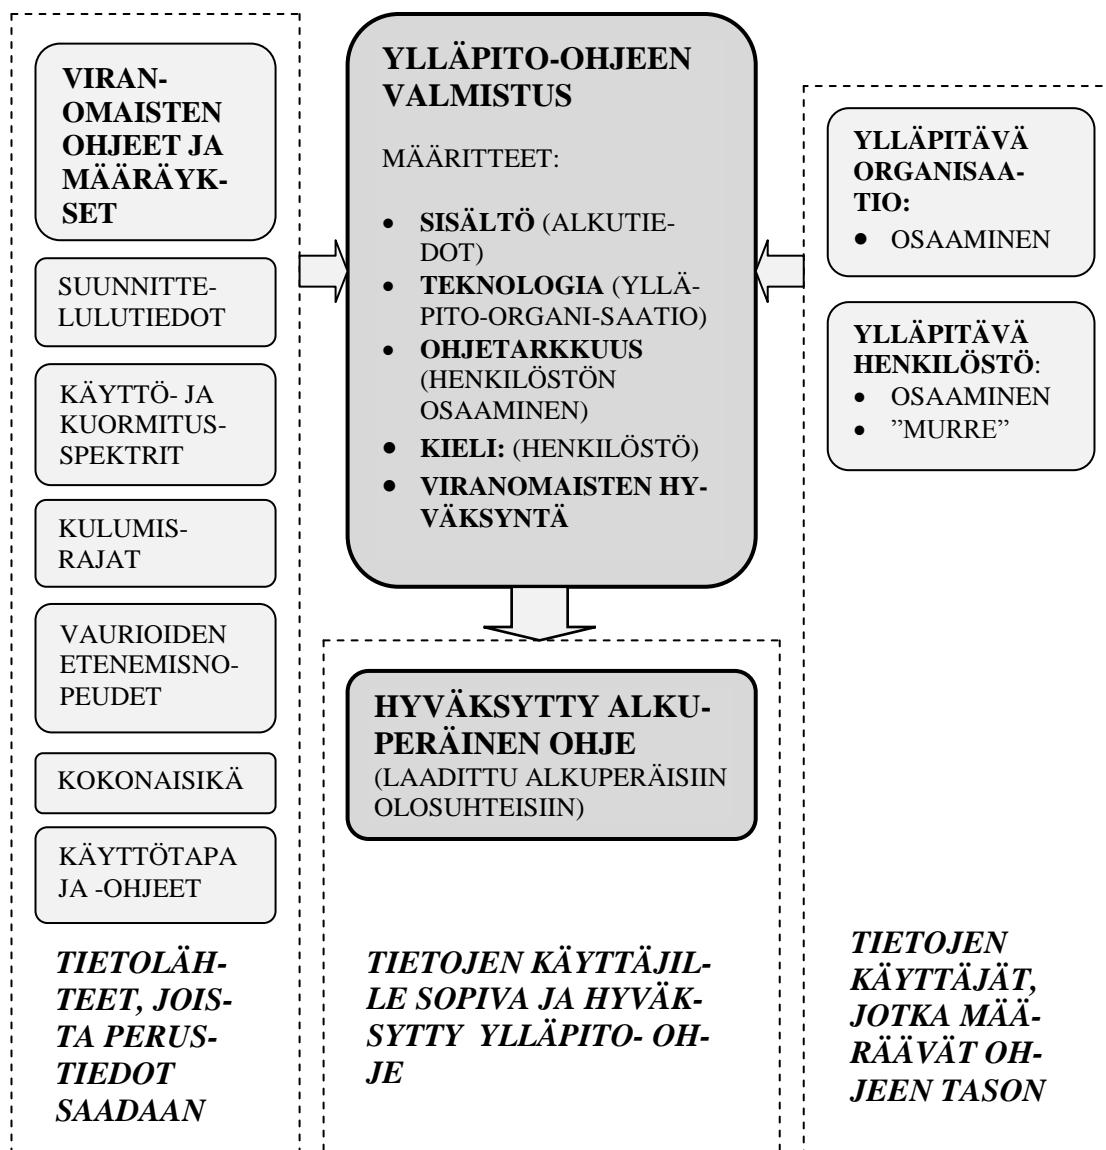 VIRAN-
OMAISTEN
OHJEET JA
MÄÄRÄYK-
SET
SUUNNITTE-
LULUTIEDOT
KÄYTTÖ- JA
KUORMITUS-
SPEKTRIT
KULUMIS-
RAJAT
VAURIOIDEN
ETENEMISNO-
PEUDET
KOKONAISIKÄ
KÄYTTÖTAPA
JA -OHJEET
TIETOLÄH-
TEET, JOIS-
TA PERUS-
TIEDOT
SAADAAN
YLLÄPITO-OHJEEN
VALMISTUS
MÄÄRITTEET:
• SISÄLTÖ (ALKUTIE-
DOT)
• TEKNOLOGIA (YLLÄ-
PITO-ORGANI-SAATIO)
• OHJETARKKUUS
(HENKILÖSTÖN
OSAAMINEN)
• KIELI: (HENKILÖSTÖ)
• VIRANOMAISTEN HY-
VÄKSYNTÄ
HYVÄKSYTTY ALKU-
PERÄINEN OHJE
(LAADITTU ALKUPERÄISIIN
OLOSUHTEISIIN)
TIETOJEN KÄYTTÄJIL-
LE SOPIVA JA HYVÄK-
SYTTY YLLÄPITO- OH-
JE
YLLÄPITÄVÄ
ORGANISAA-
TIO:
• OSAAMINEN
YLLÄPITÄVÄ
HENKILÖSTÖ:
• OSAAMINEN
• ”MURRE”
TIETOJEN
KÄYTTÄJÄT,
JOTKA MÄÄ-
RÄÄVÄT OH-
JEEN TASON